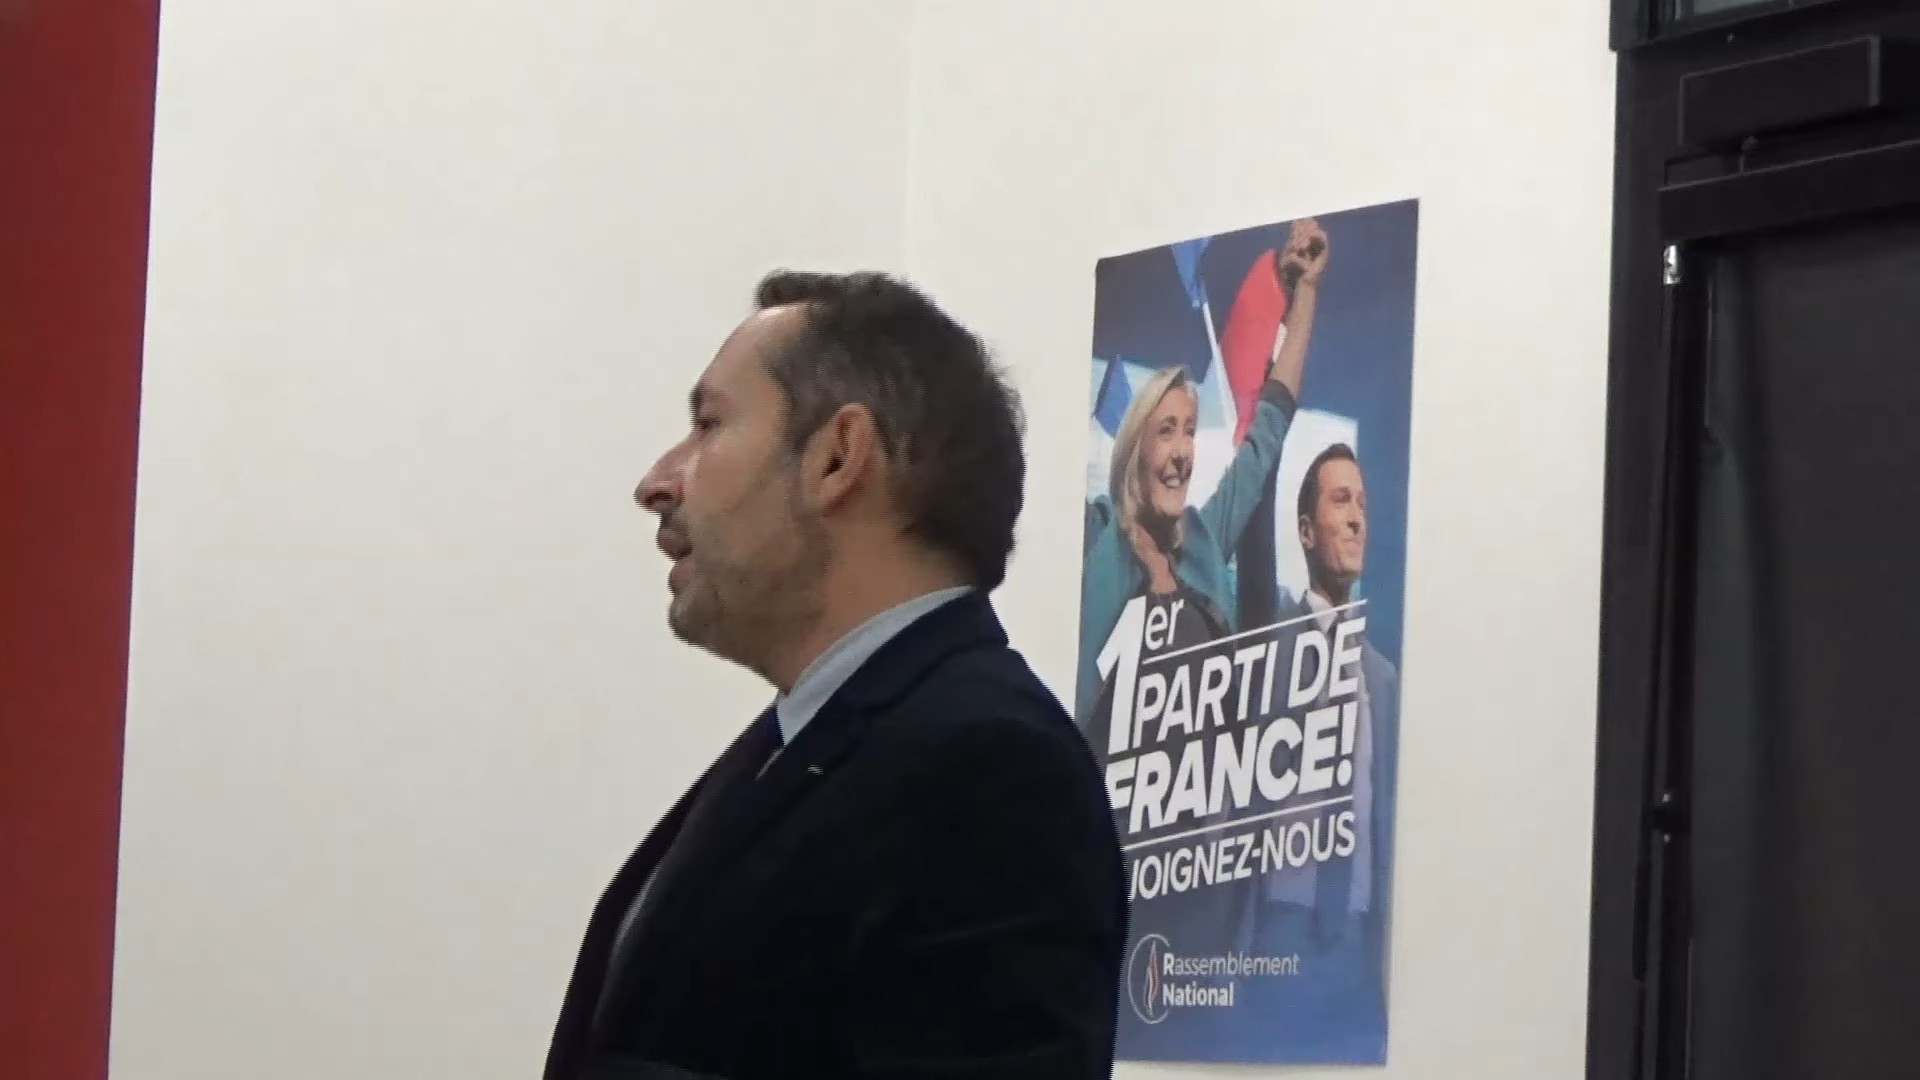 1er
PARTI DE
FRANCE!
JOIGNEZ-NOUS
Rassemblement
National